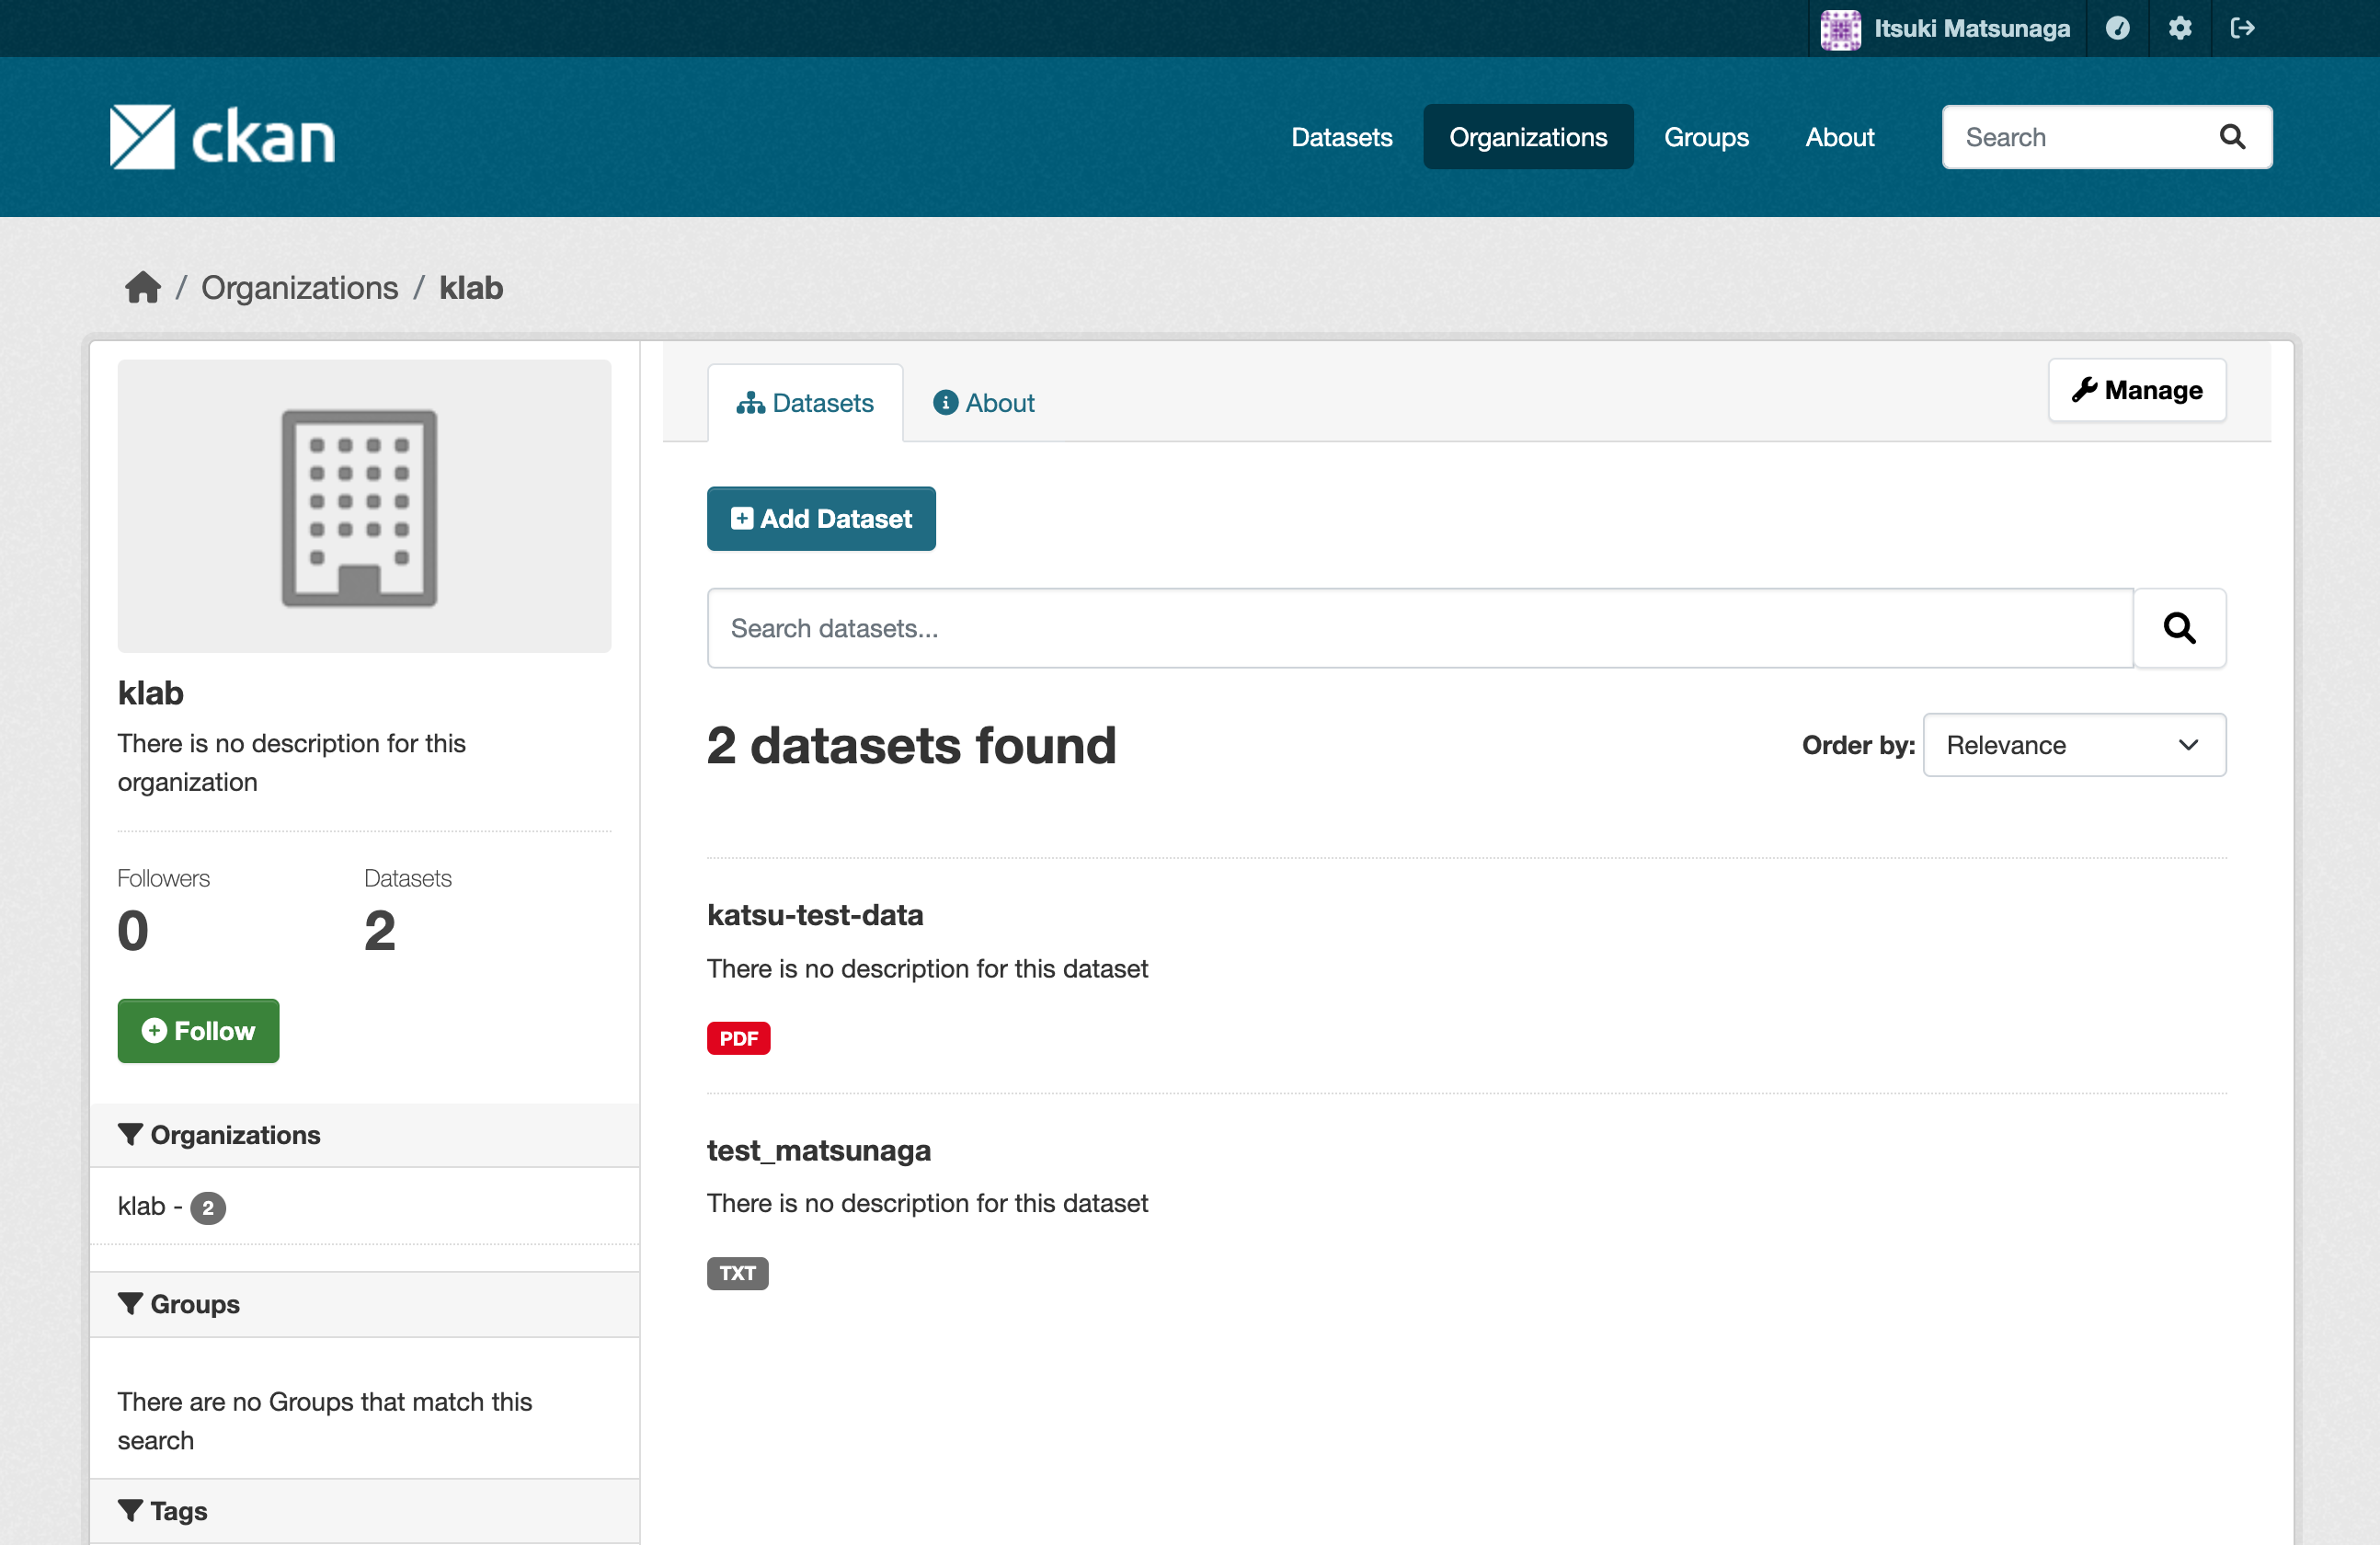 Itsuki Matsunaga
ckan
Datasets
Organizations
Groups
About
Search
/ Organizations / klab
klab
There is no description for this
organization
Followers
0
Datasets
2
Follow
Organizations
klab - 2
Groups
There are no Groups that match this
search
Tags
Datasets
About
Manage
Add Dataset
Search datasets...
2 datasets found
Order by: Relevance
katsu-test-data
There is no description for this dataset
PDF
test_matsunaga
There is no description for this dataset
TXT